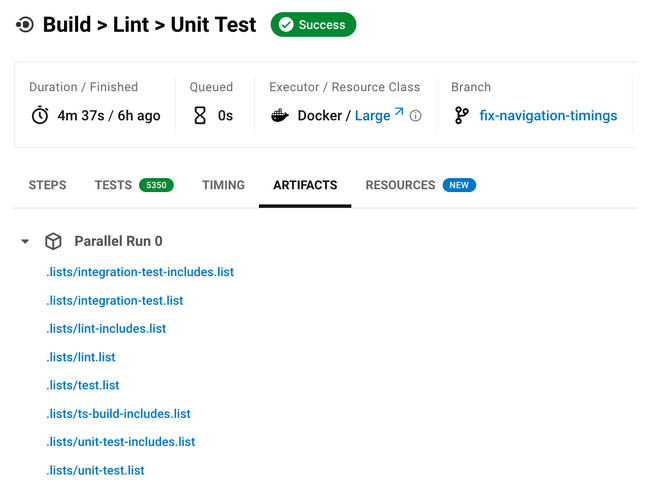 Build > Lint > Unit Test Success
Duration / Finished Queued Executor / Resource Class Branch
4m 37s / 6h ago 0s Docker / Large fix-navigation-timings
STEPS TESTS 5350 TIMING ARTIFACTS RESOURCES NEW
Parallel Run 0
.lists/integration-test-includes.list
.lists/integration-test.list
.lists/lint-includes.list
.lists/lint.list
.lists/test.list
.lists/ts-build-includes.list
.lists/unit-test-includes.list
.lists/unit-test.list